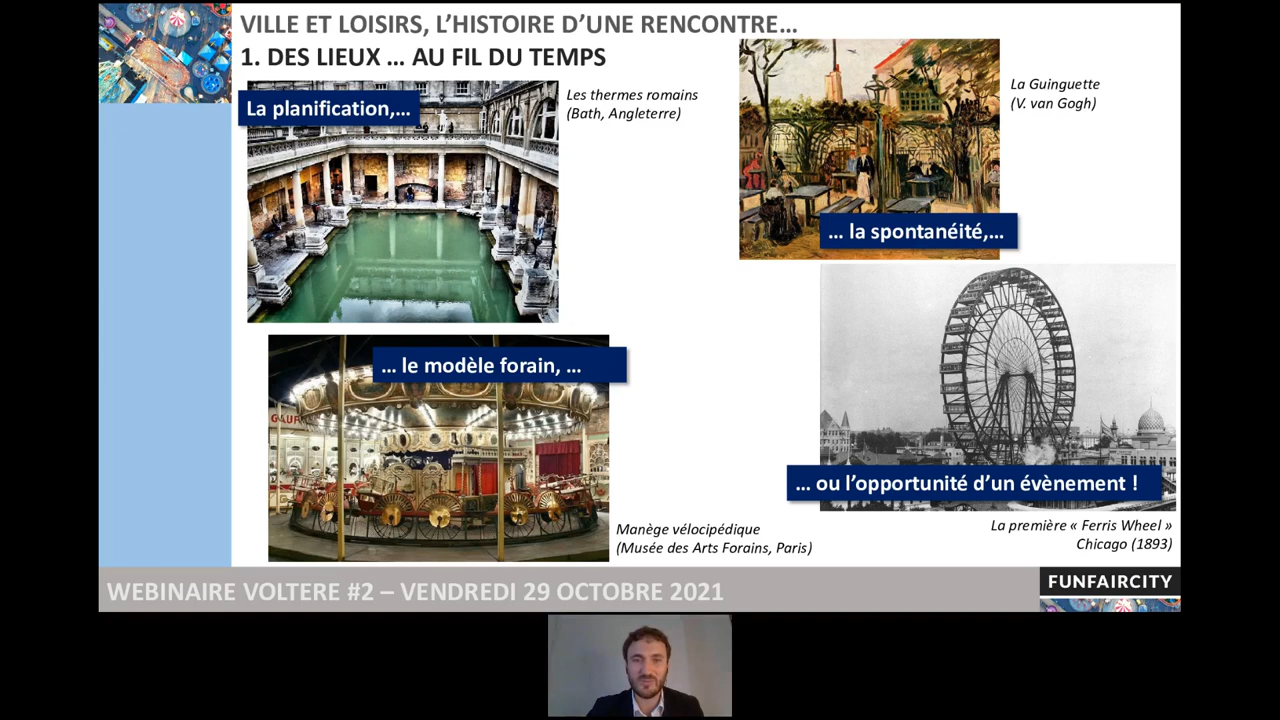 VILLE ET LOISIRS, L’HISTOIRE D’UNE RENCONTRE…
1. DES LIEUX … AU FIL DU TEMPS
La planification,…
Les thermes romains
(Bath, Angleterre)
La Guinguette
(V. van Gogh)
… la spontanéité,…
… le modèle forain, …
GAUF
Manège vélocipédique
(Musée des Arts Forains, Paris)
… ou l’opportunité d’un évènement !
La première « Ferris Wheel »
Chicago (1893)
WEBINAIRE VOLTERE #2 – VENDREDI 29 OCTOBRE 2021
FUNFAIRCITY